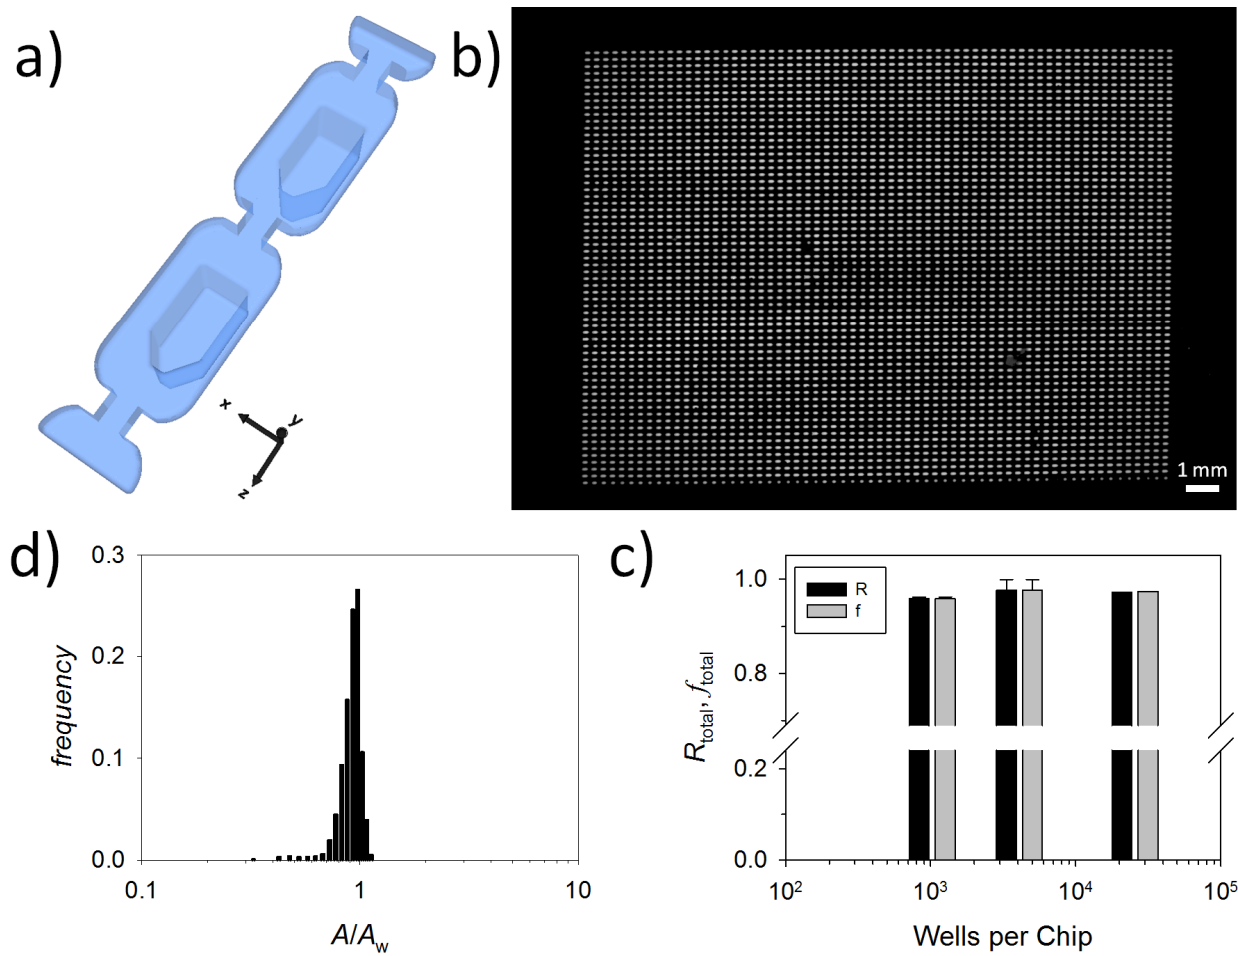 a)
x
y
z
b)
1 mm
d)
frequency
0.3
0.2
0.1
0.0
0.1
1
10
A/Aw
c)
Rtotal, ftotal
1.0
0.8
0.2
0.0
R
f
10²
10³
10⁴
10⁵
Wells per Chip